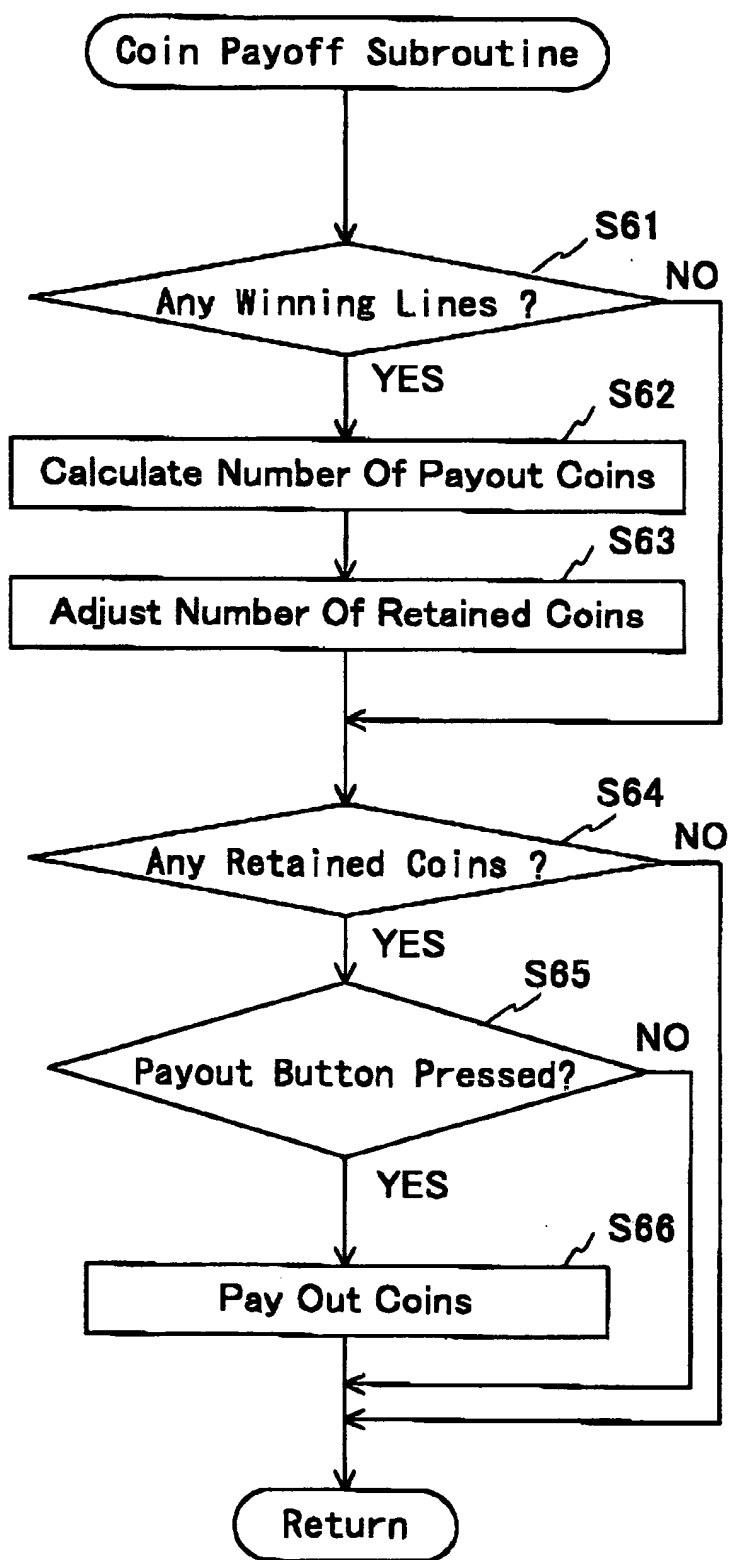 Coin Payoff Subroutine
S61
NO
Any Winning Lines ?
YES
S62
Calculate Number Of Payout Coins
S63
Adjust Number Of Retained Coins
S64
NO
Any Retained Coins ?
YES
S65
NO
Payout Button Pressed?
YES
S66
Pay Out Coins
Return